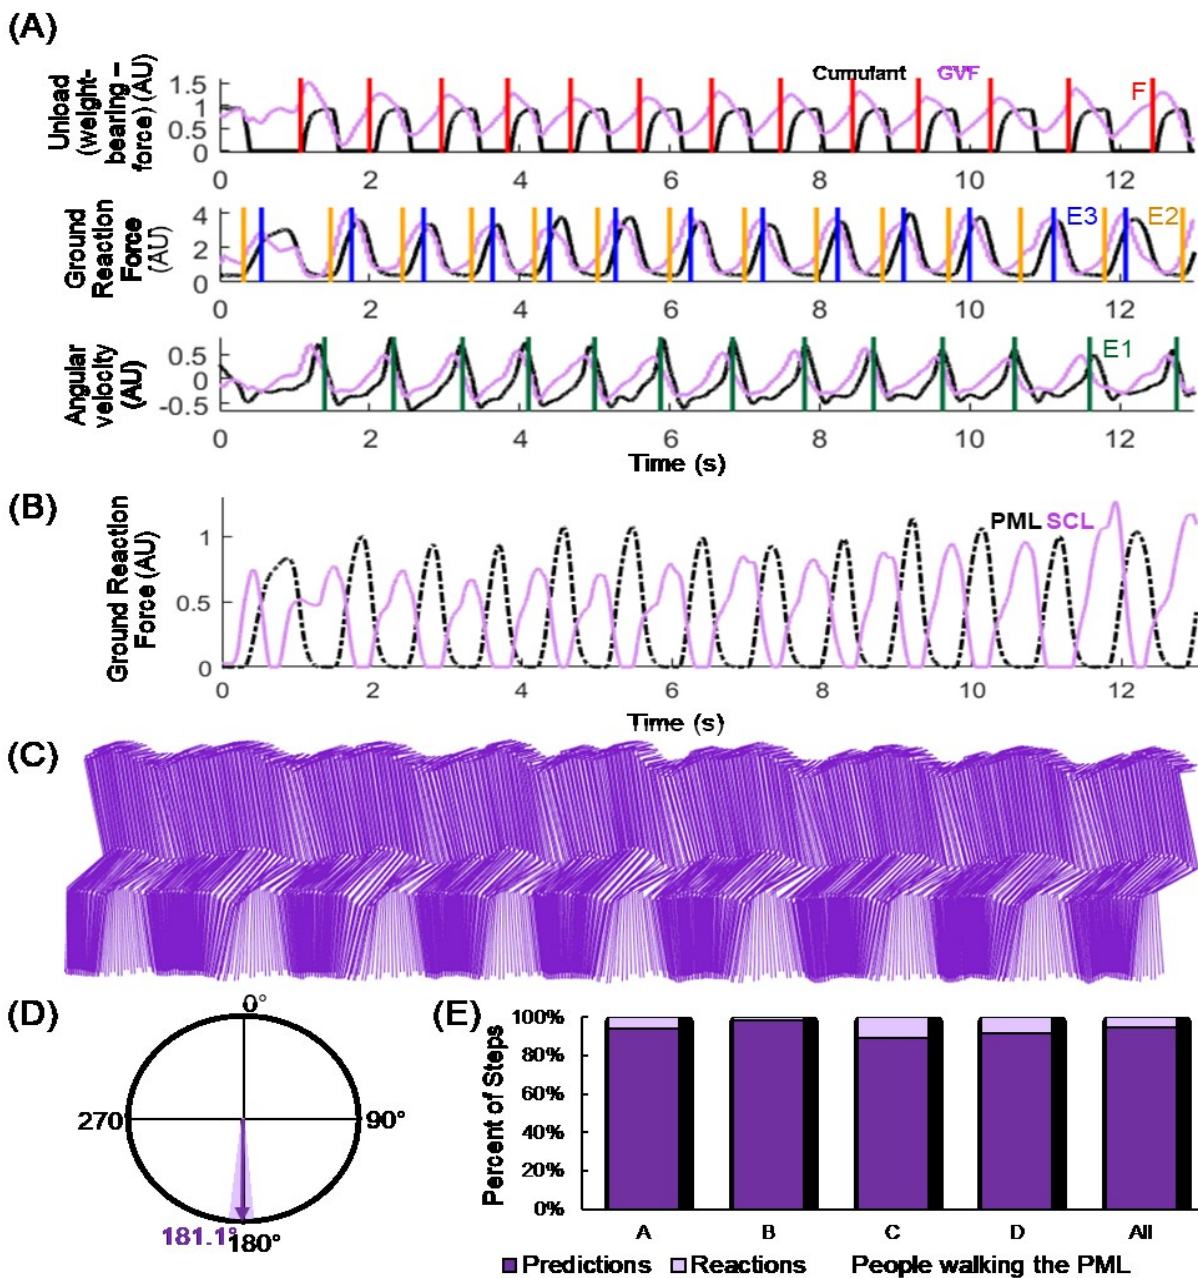 (A)
Unload
(weight-
bearing –
force) (AU)
Cumulant GVF
F
1.5
1
0.5
0
0 2 4 6 8 10 12
Ground
Reaction
Force
(AU)
E3 E2
4
2
0
0 2 4 6 8 10 12
Angular
velocity
(AU)
E1
0.5
0
-0.5
0 2 4 6 8 10 12
Time (s)
(B)
Ground Reaction
Force (AU)
PML SCL
1
0.5
0
0 2 4 6 8 10 12
Time (s)
(C)
(D)
0°
270°
90°
181.1°
180°
(E)
Percent of Steps
100%
80%
60%
40%
20%
0%
A B C D All
Predictions Reactions People walking the PML